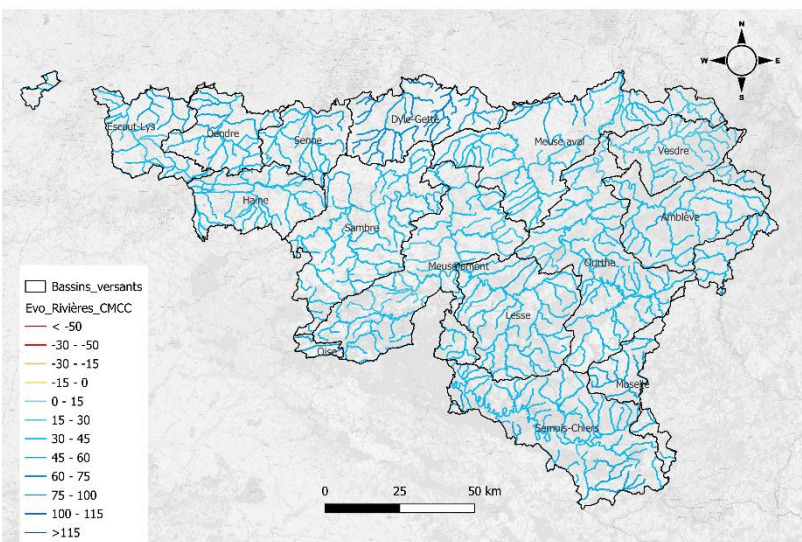 N
W E
S
Escaut-Lys
Dendre
Senne
Dyle-Gette
Meuse aval
Vesdre
Haine
Sambre
Amblève
Meuse amont
Ourthe
Lesse
Oise
Moselle
Semois-Chiers
Bassins_versants
Evo_Rivières_CMCC
< -50
-30 - -50
-30 - -15
-15 - 0
0 - 15
15 - 30
30 - 45
45 - 60
60 - 75
75 - 100
100 - 115
>115
0 25 50 km